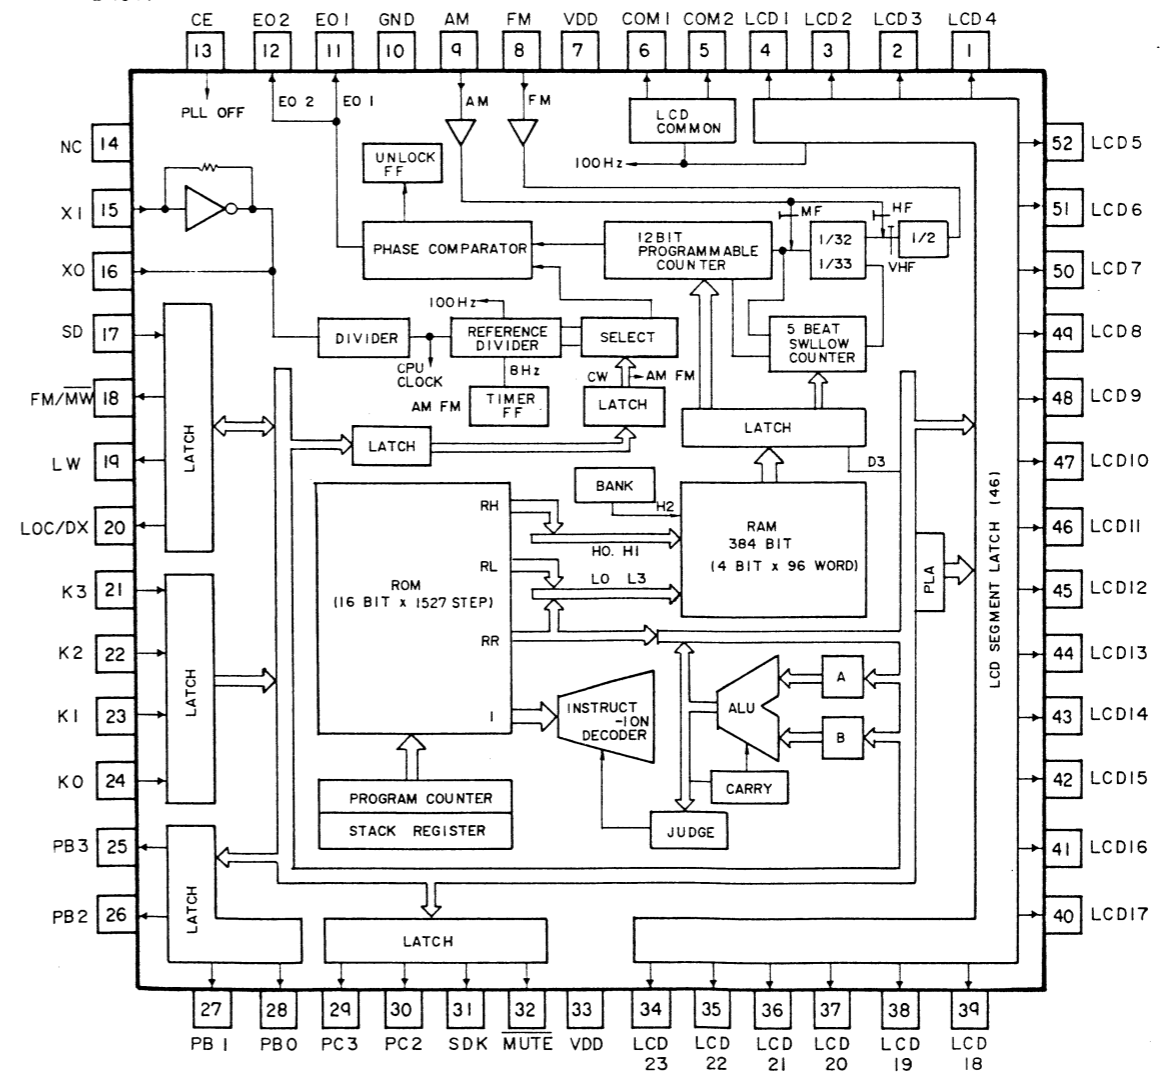 CE EO2 EO1 GND AM FM VDD COM1 COM2 LCD1 LCD2 LCD3 LCD4
13 12 11 10 9 8 7 6 5 4 3 2 1
PLL OFF
EO 2
EO 1
AM
FM
LCD
COMMON
100Hz
NC 14
X1 15
XO 16
SD 17
FM/MW 18
LW 19
LOC/DX 20
K3 21
K2 22
K1 23
KO 24
PB3 25
PB2 26
UNLOCK
FF
PHASE COMPARATOR
12BIT
PROGRAMMABLE
COUNTER
MF
HF
VHF
1/32
1/33
1/2
DIVIDER
CPU
CLOCK
100Hz
REFERENCE
DIVIDER
8Hz
SELECT
5 BEAT
SWLLOW
COUNTER
CW
AM FM
AM FM
TIMER
FF
LATCH
LATCH
LATCH
D3
LATCH
LATCH
LATCH
BANK
H2
ROM
(16 BIT x 1527 STEP)
RH
RL
RR
I
HO. H1
LO L3
RAM
384 BIT
(4 BIT x 96 WORD)
PLA
LCD SEGMENT LATCH (46)
INSTRUCT
-ION
DECODER
ALU
A
B
CARRY
JUDGE
PROGRAM COUNTER
STACK REGISTER
LATCH
52 LCD5
51 LCD6
50 LCD7
49 LCD8
48 LCD9
47 LCD10
46 LCD11
45 LCD12
44 LCD13
43 LCD14
42 LCD15
41 LCD16
40 LCD17
27 28 29 30 31 32 33 34 35 36 37 38 39
PB1 PBO PC3 PC2 SDK MUTE VDD LCD LCD LCD LCD LCD LCD
23 22 21 20 19 18